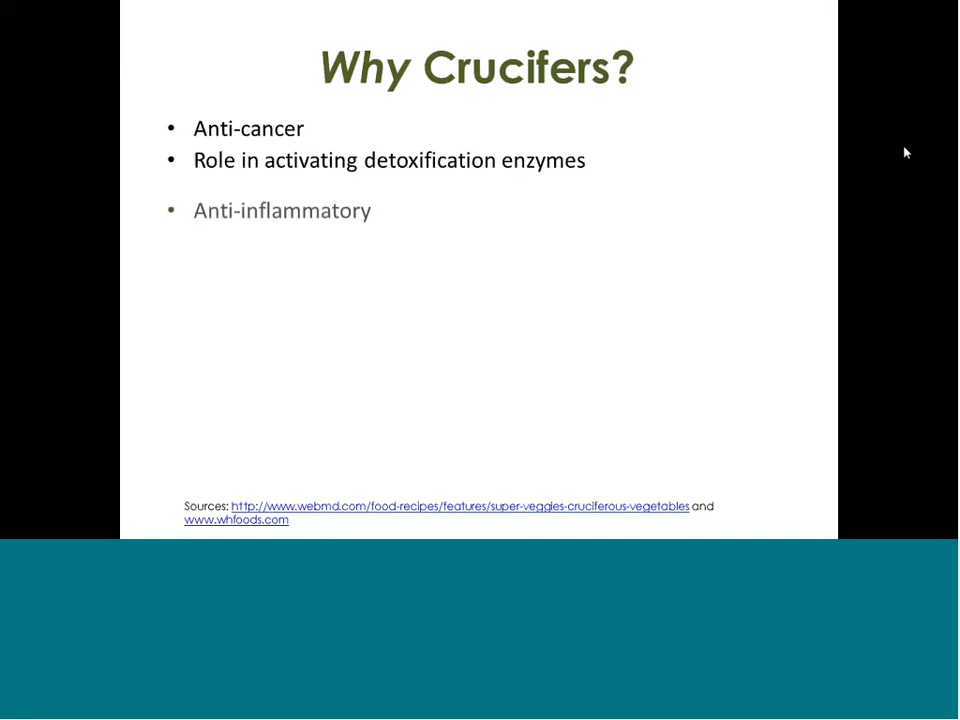 Why Crucifers?
• Anti-cancer
• Role in activating detoxification enzymes
• Anti-inflammatory
Sources: http://www.webmd.com/food-recipes/features/super-veggies-cruciferous-vegetables and
www.whfoods.com